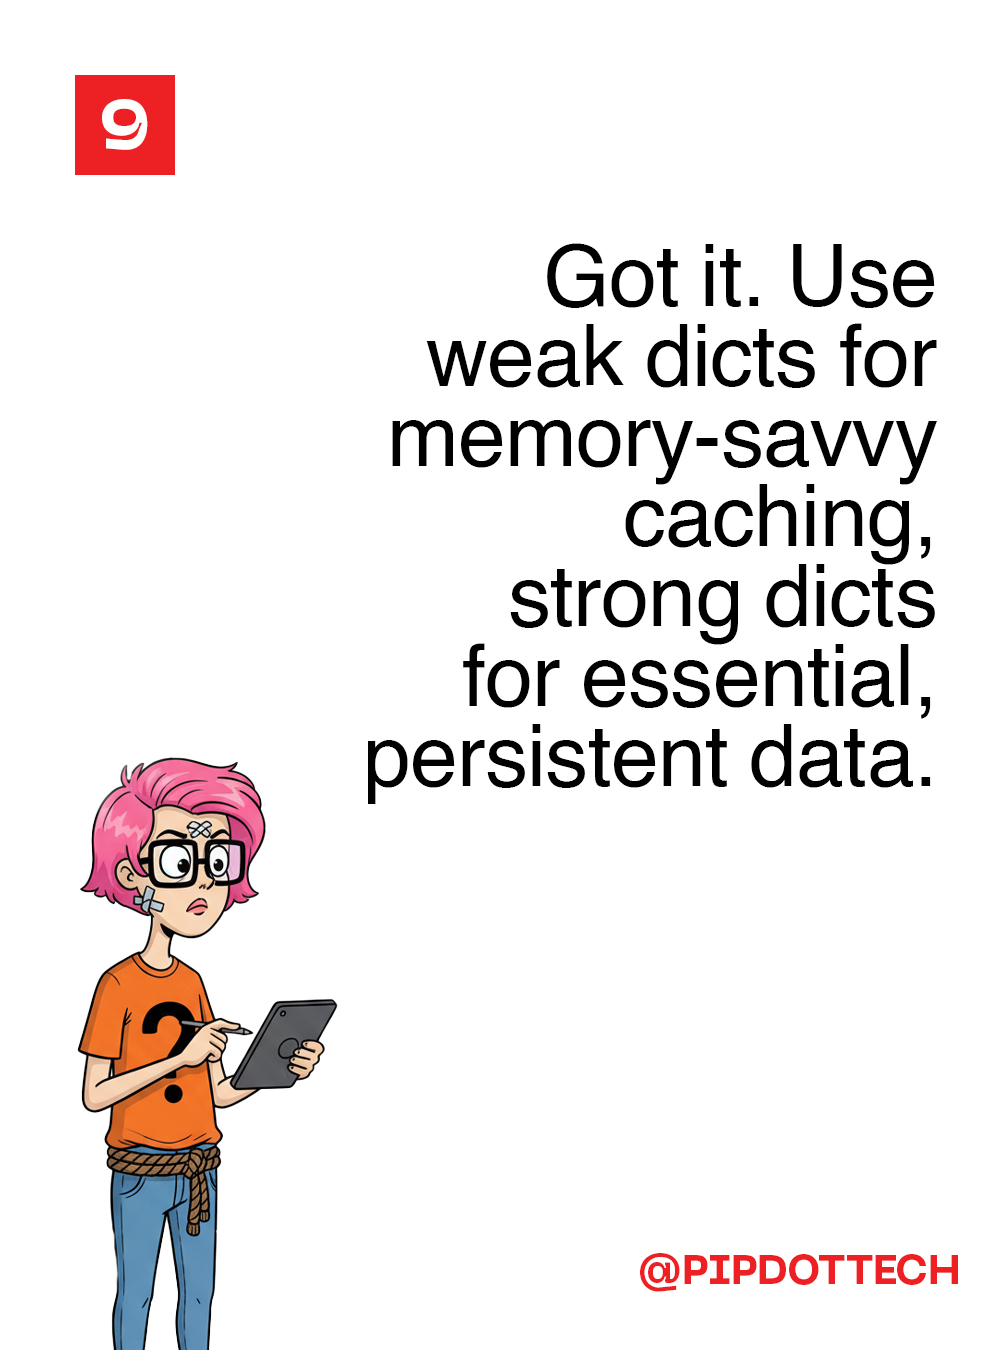 9
Got it. Use
weak dicts for
memory-savvy
caching,
strong dicts
for essential,
persistent data.
?
@PIPDOTTECH